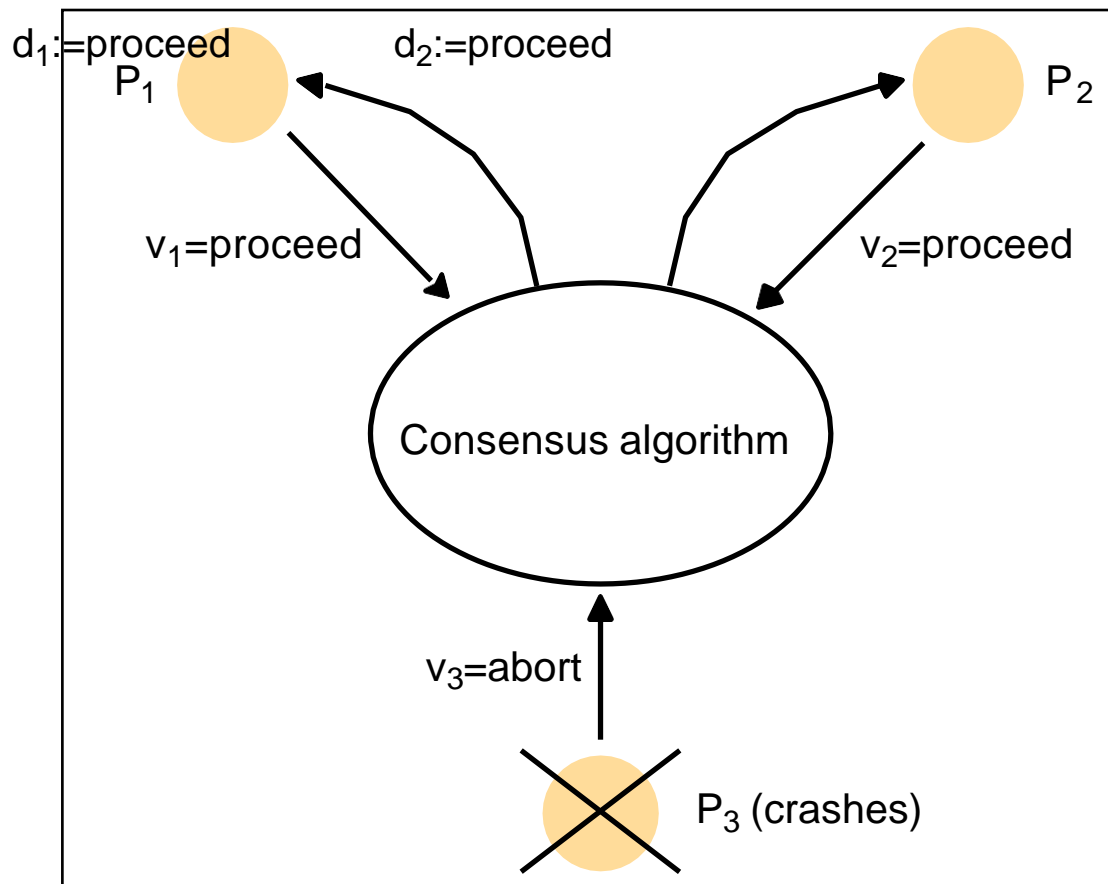 d₁:=proceed d₂:=proceed
P₁ P₂
v₁=proceed v₂=proceed
Consensus algorithm
v₃=abort
P₃ (crashes)